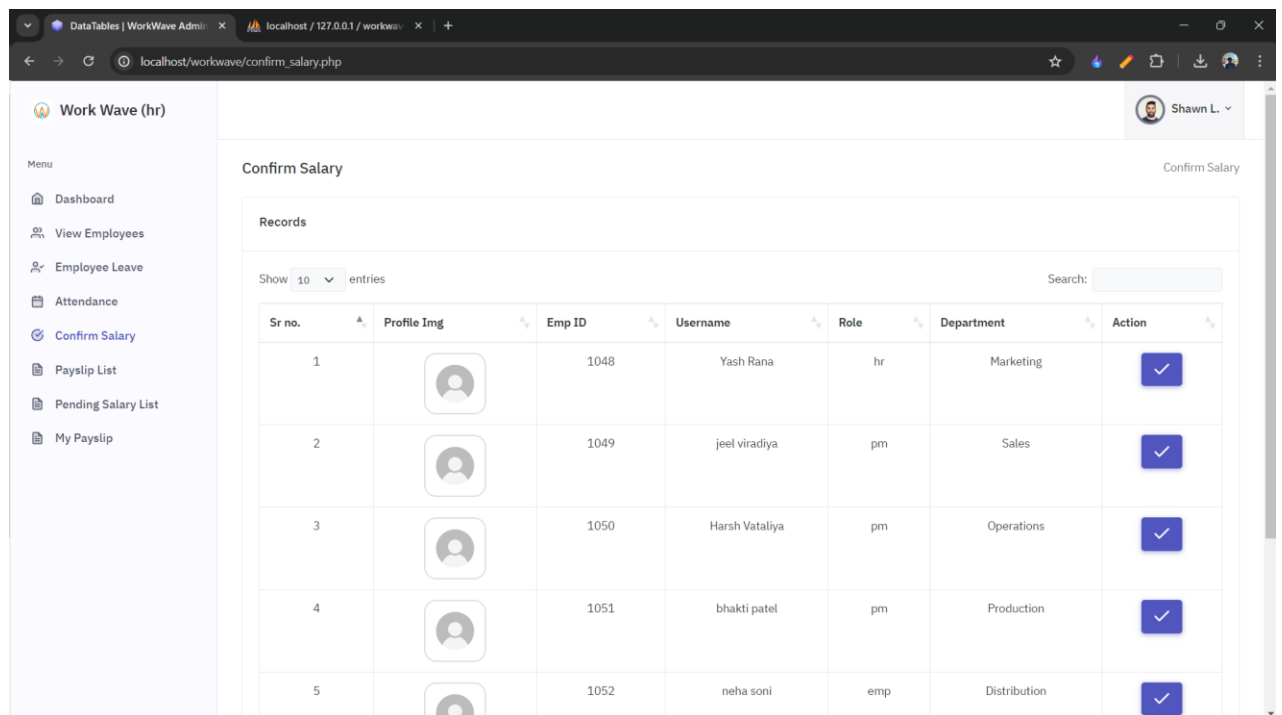 DataTables | WorkWave Admin
localhost / 127.0.0.1 / workwav
localhost/workwave/confirm_salary.php
Work Wave (hr)
Shawn L.
Menu
Dashboard
View Employees
Employee Leave
Attendance
Confirm Salary
Payslip List
Pending Salary List
My Payslip
Confirm Salary
Confirm Salary
Records
Show 10 entries
Search:
Sr no. Profile Img Emp ID Username Role Department Action
1 1048 Yash Rana hr Marketing
2 1049 jeel viradiya pm Sales
3 1050 Harsh Vataliya pm Operations
4 1051 bhakti patel pm Production
5 1052 neha soni emp Distribution